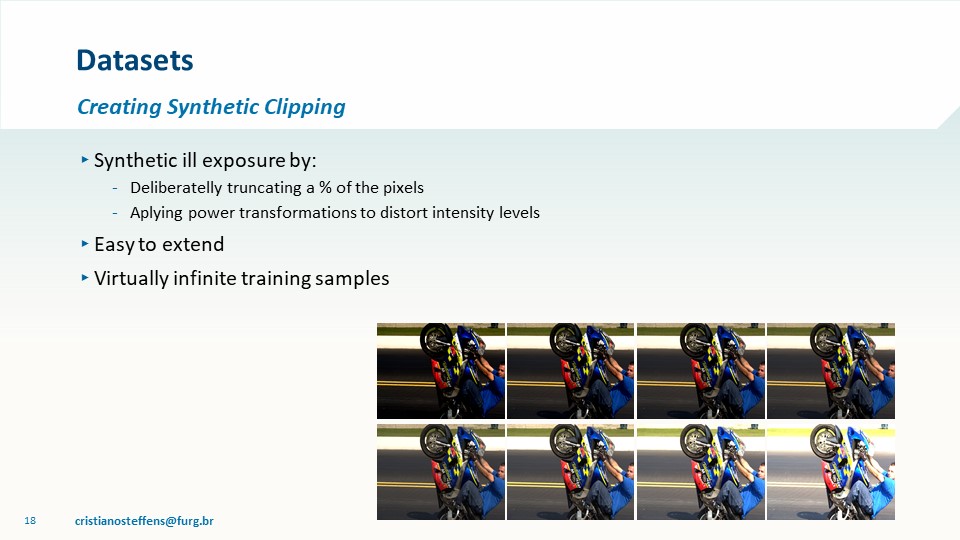 Datasets
Creating Synthetic Clipping
▸ Synthetic ill exposure by:
- Deliberatelly truncating a % of the pixels
- Aplying power transformations to distort intensity levels
▸ Easy to extend
▸ Virtually infinite training samples
18 cristianosteffens@furg.br